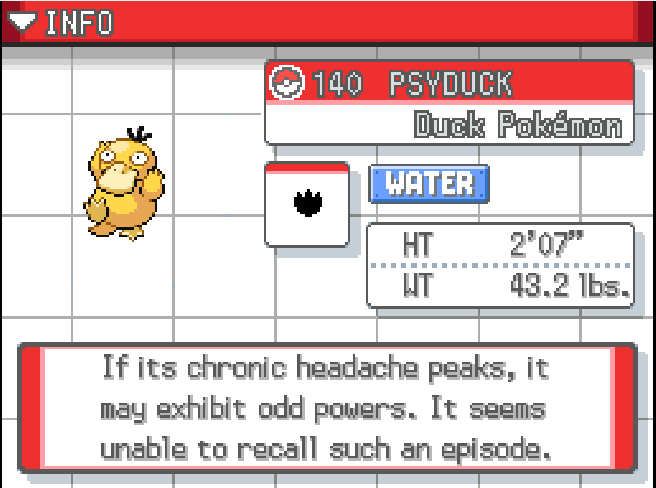 INFO
140 PSYDUCK
Duck Pokémon
WATER
HT 2'07"
WT 43.2 lbs.
If its chronic headache peaks, it
may exhibit odd powers. It seems
unable to recall such an episode.